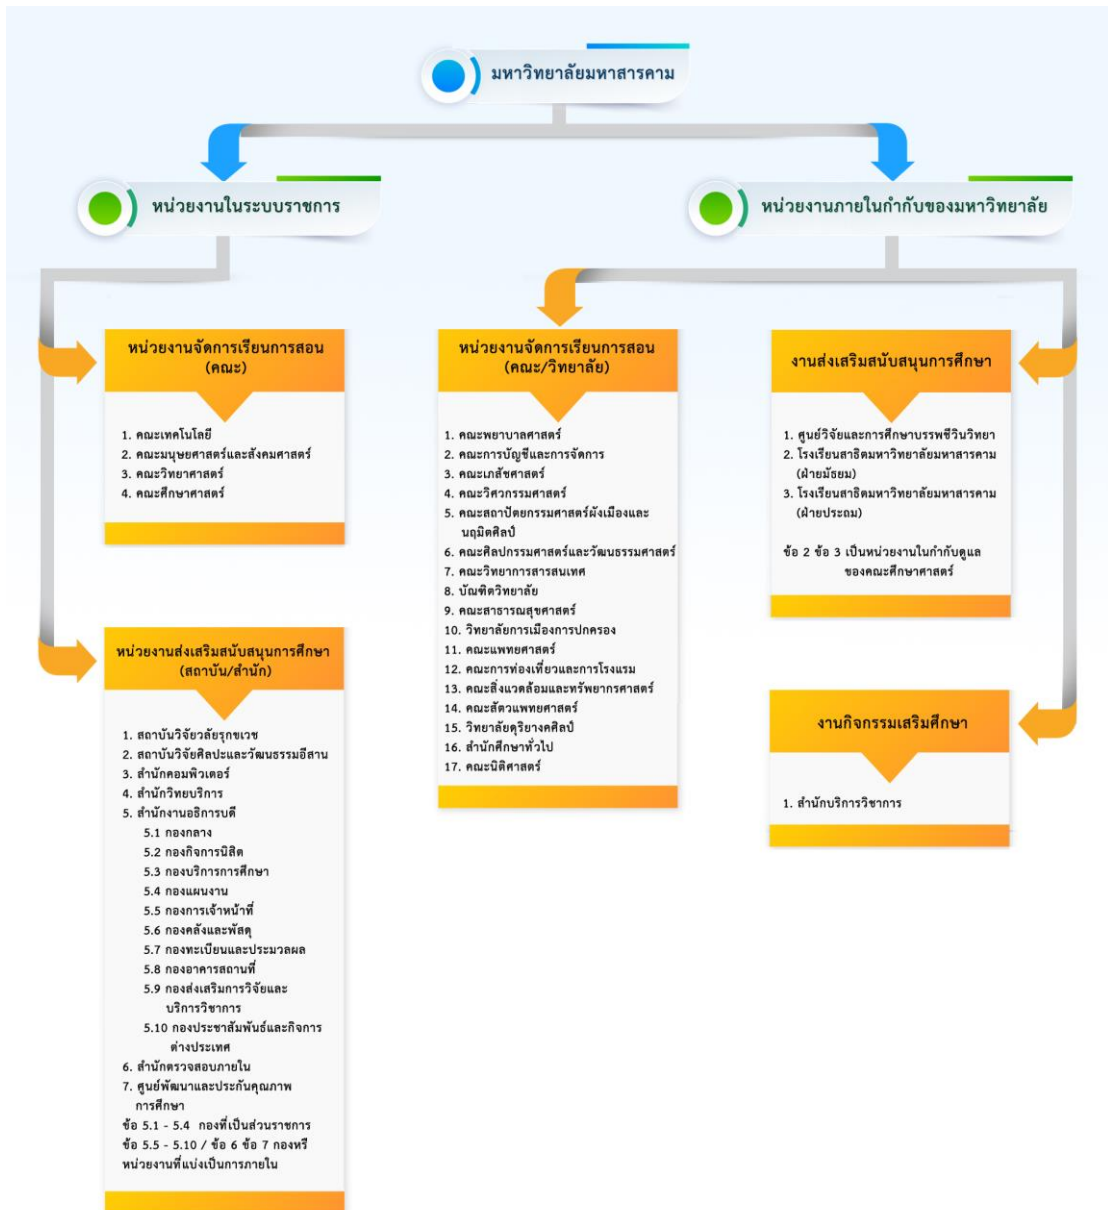 มหาวิทยาลัยมหาสารคาม
หน่วยงานในระบบราชการ
หน่วยงานภายในกำกับของมหาวิทยาลัย
หน่วยงานจัดการเรียนการสอน
(คณะ)
1. คณะเทคโนโลยี
2. คณะมนุษยศาสตร์และสังคมศาสตร์
3. คณะวิทยาศาสตร์
4. คณะศึกษาศาสตร์
หน่วยงานส่งเสริมสนับสนุนการศึกษา
(สถาบัน/สำนัก)
1. สถาบันวิจัยวลัยรุกขเวช
2. สถาบันวิจัยศิลปะและวัฒนธรรมอีสาน
3. สำนักคอมพิวเตอร์
4. สำนักวิทยบริการ
5. สำนักงานอธิการบดี
5.1 กองกลาง
5.2 กองกิจการนิสิต
5.3 กองบริการการศึกษา
5.4 กองแผนงาน
5.5 กองการเจ้าหน้าที่
5.6 กองคลังและพัสดุ
5.7 กองทะเบียนและประมวลผล
5.8 กองอาคารสถานที่
5.9 กองส่งเสริมการวิจัยและ
บริการวิชาการ
5.10 กองประชาสัมพันธ์และกิจการ
ต่างประเทศ
6. สำนักตรวจสอบภายใน
7. ศูนย์พัฒนาและประกันคุณภาพ
การศึกษา
ข้อ 5.1 - 5.4 กองที่เป็นส่วนราชการ
ข้อ 5.5 - 5.10 / ข้อ 6 ข้อ 7 กองหรื
หน่วยงานที่แบ่งเป็นการภายใน
หน่วยงานจัดการเรียนการสอน
(คณะ/วิทยาลัย)
1. คณะพยาบาลศาสตร์
2. คณะการบัญชีและการจัดการ
3. คณะเภสัชศาสตร์
4. คณะวิศวกรรมศาสตร์
5. คณะสถาปัตยกรรมศาสตร์ผังเมืองและ
นฤมิตศิลป์
6. คณะศิลปกรรมศาสตร์และวัฒนธรรมศาสตร์
7. คณะวิทยาการสารสนเทศ
8. บัณฑิตวิทยาลัย
9. คณะสาธารณสุขศาสตร์
10. วิทยาลัยการเมืองการปกครอง
11. คณะแพทยศาสตร์
12. คณะการท่องเที่ยวและการโรงแรม
13. คณะสิ่งแวดล้อมและทรัพยากรศาสตร์
14. คณะสัตวแพทยศาสตร์
15. วิทยาลัยดุริยางคศิลป์
16. สำนักศึกษาทั่วไป
17. คณะนิติศาสตร์
งานส่งเสริมสนับสนุนการศึกษา
1. ศูนย์วิจัยและการศึกษาบรรพชีวินวิทยา
2. โรงเรียนสาธิตมหาวิทยาลัยมหาสารคาม
(ฝ่ายมัธยม)
3. โรงเรียนสาธิตมหาวิทยาลัยมหาสารคาม
(ฝ่ายประถม)
ข้อ 2 ข้อ 3 เป็นหน่วยงานในกำกับดูแล
ของคณะศึกษาศาสตร์
งานกิจกรรมเสริมศึกษา
1. สำนักบริการวิชาการ